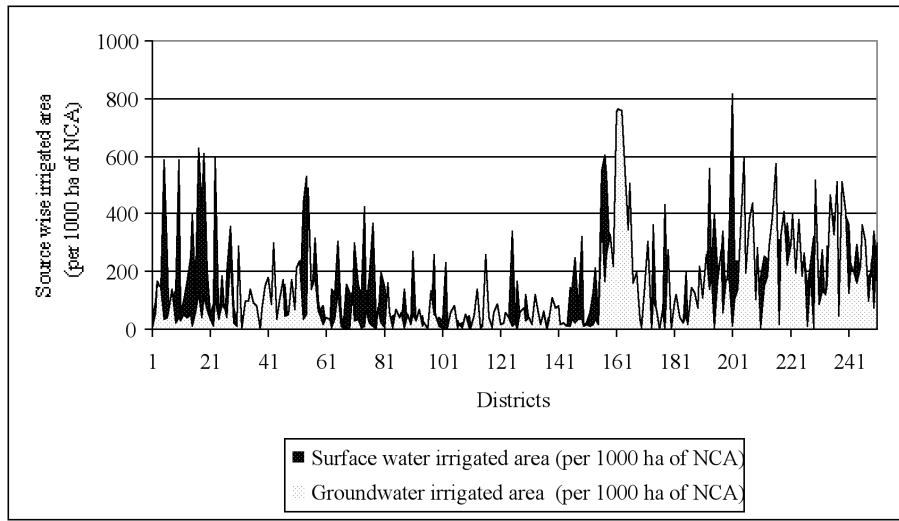 1000
800
600
400
200
0
Source wise irrigated area
(per 1000 ha of NCA)
1 21 41 61 81 101 121 141 161 181 201 221 241
Districts
Surface water irrigated area (per 1000 ha of NCA)
Groundwater irrigated area (per 1000 ha of NCA)